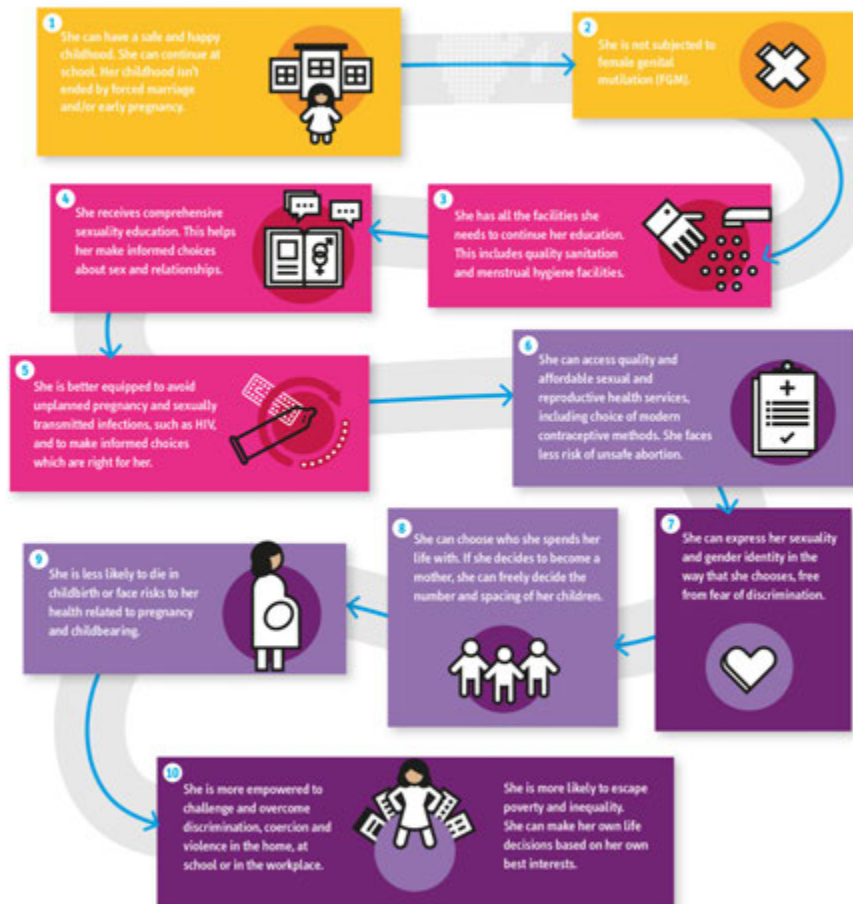 1
She can have a safe and happy
childhood. She can continue at
school. Her childhood isn't
ended by forced marriage
and/or early pregnancy.
2
She is not subjected to
female genital
mutilation (FGM).
4
She receives comprehensive
sexuality education. This helps
her make informed choices
about sex and relationships.
3
She has all the facilities she
needs to continue her education.
This includes quality sanitation
and menstrual hygiene facilities.
5
She is better equipped to avoid
unplanned pregnancy and sexually
transmitted infections, such as HIV,
and to make informed choices
which are right for her.
6
She can access quality and
affordable sexual and
reproductive health services,
including choice of modern
contraceptive methods. She faces
less risk of unsafe abortion.
7
She can express her sexuality
and gender identity in the
way that she chooses, free
from fear of discrimination.
8
She can choose who she spends her
life with. If she decides to become a
mother, she can freely decide the
number and spacing of her children.
9
She is less likely to die in
childbirth or face risks to her
health related to pregnancy
and childbearing.
10
She is more empowered to
challenge and overcome
discrimination, coercion and
violence in the home, at
school or in the workplace.
She is more likely to escape
poverty and inequality.
She can make her own life
decisions based on her own
best interests.